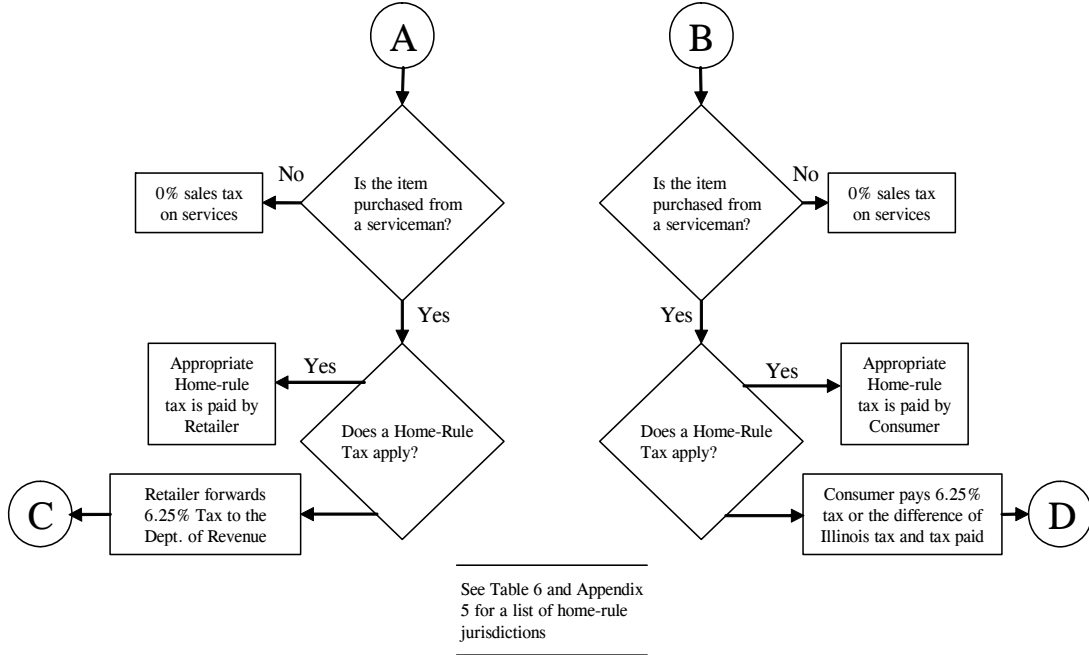 A
B
Is the item
purchased from
a serviceman?
No
0% sales tax
on services
Is the item
purchased from
a serviceman?
No
0% sales tax
on services
Yes
Yes
Appropriate
Home-rule
tax is paid by
Retailer
Yes
Does a Home-Rule
Tax apply?
Yes
Appropriate
Home-rule
tax is paid by
Consumer
Does a Home-Rule
Tax apply?
C
Retailer forwards
6.25% Tax to the
Dept. of Revenue
Consumer pays 6.25%
tax or the difference of
Illinois tax and tax paid
D
See Table 6 and Appendix
5 for a list of home-rule
jurisdictions